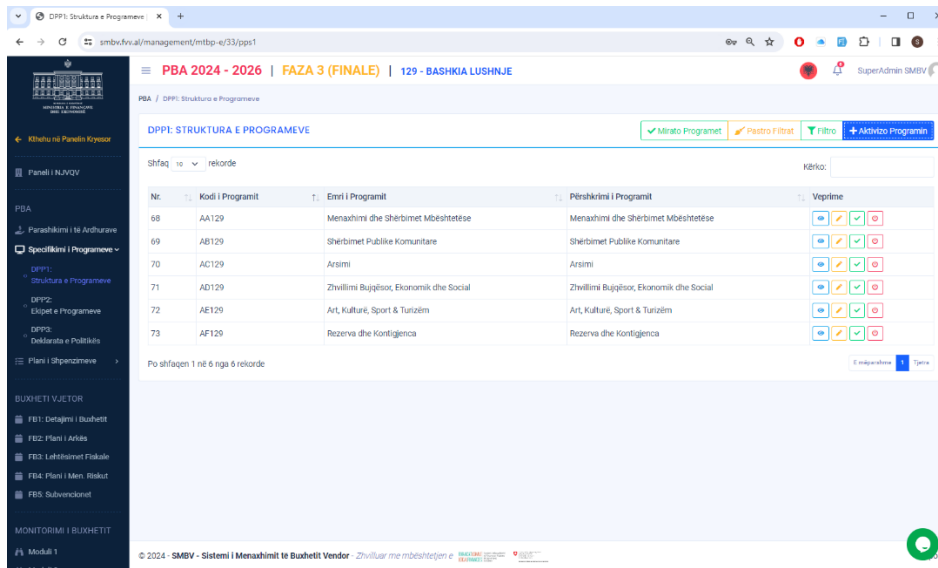 DPP1: Struktura e Programeve |
smbv.fvv.al/management/mtbp-e/33/pps1
PBA 2024 - 2026 | FAZA 3 (FINALE) | 129 - BASHKIA LUSHNJE
SuperAdmin SMBV
PBA / DPP1: Struktura e Programeve
Kthehu në Panelin Kryesor
Paneli i NJVQV
PBA
Parashikimi i të Ardhurave
Specifikimi i Programeve
DPP1:
Struktura e Programeve
DPP2:
Ekipet e Programeve
DPP3:
Deklarata e Politikës
Plani i Shpenzimeve
BUXHETI VJETOR
FB1: Detajimi i Buxhetit
FB2: Plani i Arkës
FB3: Lehtësimet Fiskale
FB4: Plani i Men. Riskut
FB5: Subvencionet
MONITORIMI I BUXHETIT
Moduli 1
DPP1: STRUKTURA E PROGRAMEVE
Mirato Programet
Pastro Filtrat
Filtro
+ Aktivizo Programin
Shfaq 10 rekorde
Kërko:
Nr. Kodi i Programit Emri i Programit Përshkrimi i Programit Veprime
68 AA129 Menaxhimi dhe Shërbimet Mbështetëse Menaxhimi dhe Shërbimet Mbështetëse
69 AB129 Shërbimet Publike Komunitare Shërbimet Publike Komunitare
70 AC129 Arsimi Arsimi
71 AD129 Zhvillimi Bujqësor, Ekonomik dhe Social Zhvillimi Bujqësor, Ekonomik dhe Social
72 AE129 Art, Kulturë, Sport & Turizëm Art, Kulturë, Sport & Turizëm
73 AF129 Rezerva dhe Kontigjenca Rezerva dhe Kontigjenca
Po shfaqen 1 në 6 nga 6 rekorde
E mëparshme 1 Tjetra
© 2024 - SMBV - Sistemi i Menaxhimit te Buxhetit Vendor - Zhvilluar me mbështetjen e